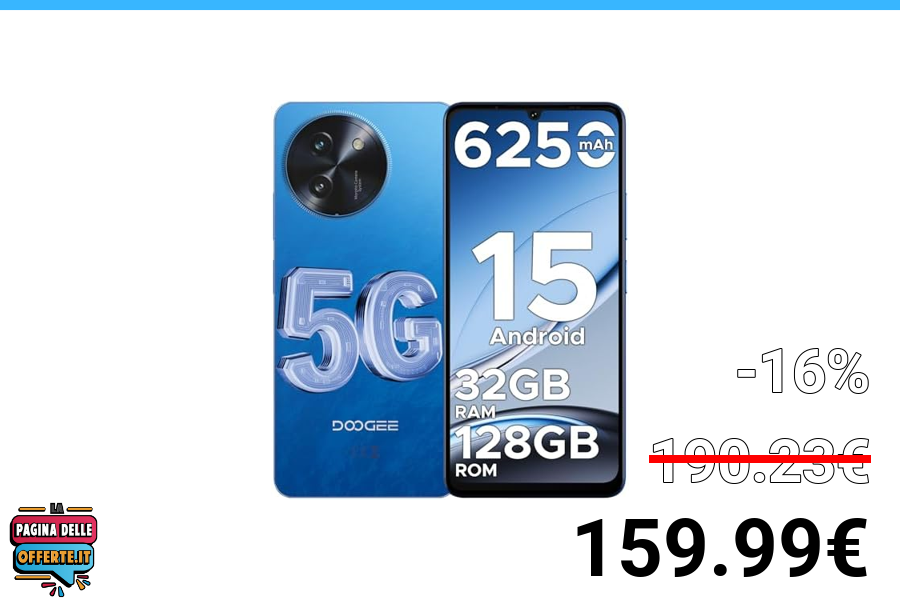 6250
mAh
15
Android
32GB
RAM
128GB
ROM
5G
DOOGEE
-16%
190.23€
159.99€
LA
PAGINA DELLE
OFFERTE.IT